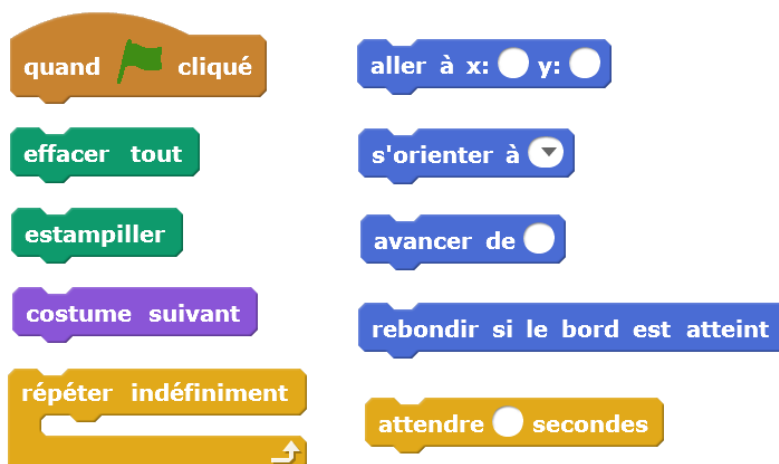 quand cliqué
effacer tout
estampiller
costume suivant
répéter indéfiniment
aller à x: y:
s'orienter à
avancer de
rebondir si le bord est atteint
attendre secondes